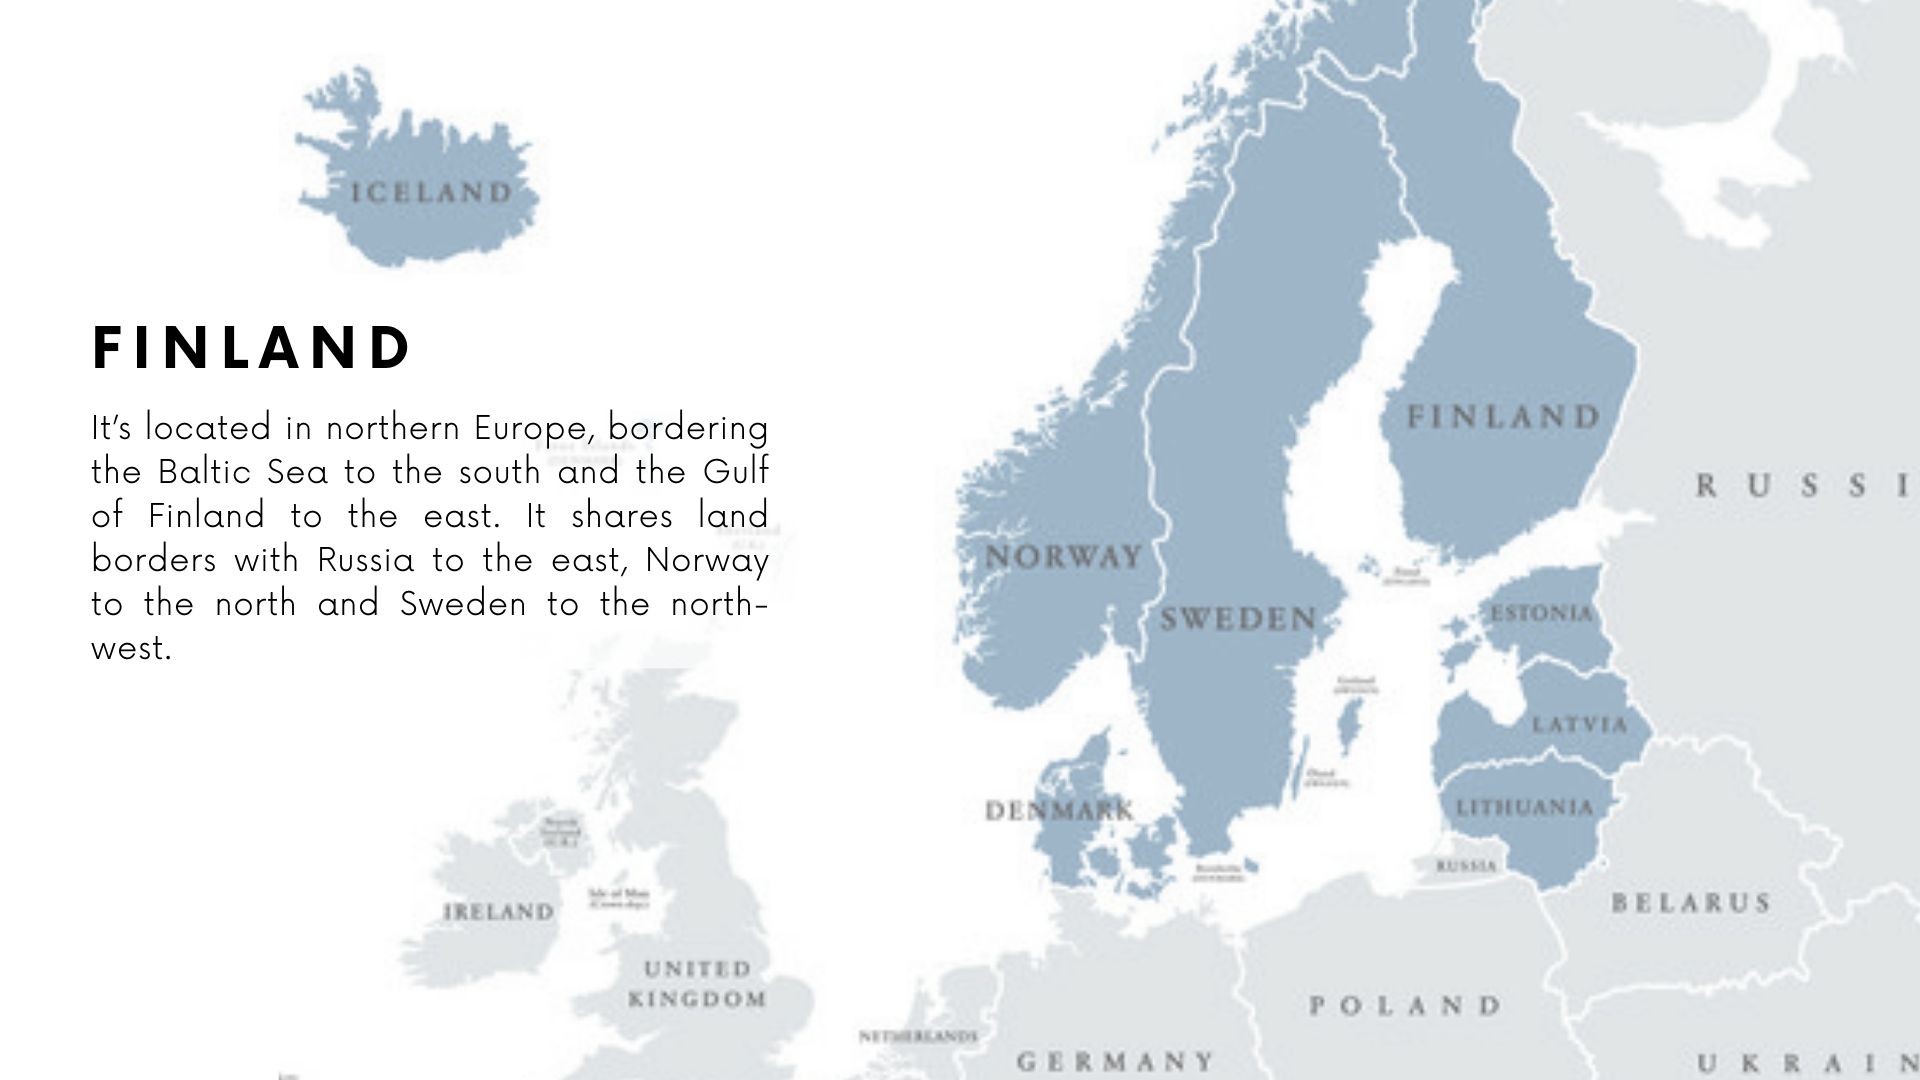 ICELAND
FINLAND
It's located in northern Europe, bordering
the Baltic Sea to the south and the Gulf
of Finland to the east. It shares land
borders with Russia to the east, Norway
to the north and Sweden to the north-
west.
FINLAND
RUSSI
NORWAY
SWEDEN
ESTONIA
LATVIA
DENMARK
LITHUANIA
RUSSIA
BELARUS
IRELAND
Isle of Man
UNITED
KINGDOM
NETHERLANDS
POLAND
GERMANY
UKRAIN